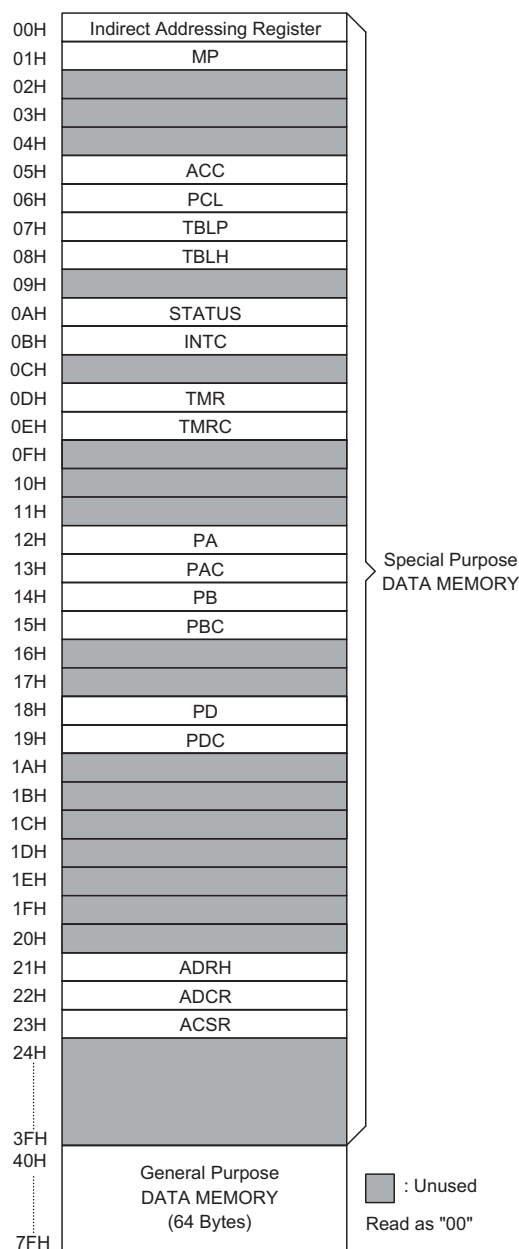 00H Indirect Addressing Register
01H MP
02H
03H
04H
05H ACC
06H PCL
07H TBLP
08H TBLH
09H
0AH STATUS
0BH INTC
0CH
0DH TMR
0EH TMRC
0FH
10H
11H
12H PA
13H PAC
14H PB
15H PBC
16H
17H
18H PD
19H PDC
1AH
1BH
1CH
1DH
1EH
1FH
20H
21H ADRH
22H ADCR
23H ACSR
24H
3FH
Special Purpose
DATA MEMORY
40H
General Purpose
DATA MEMORY
(64 Bytes)
7FH
: Unused
Read as "00"